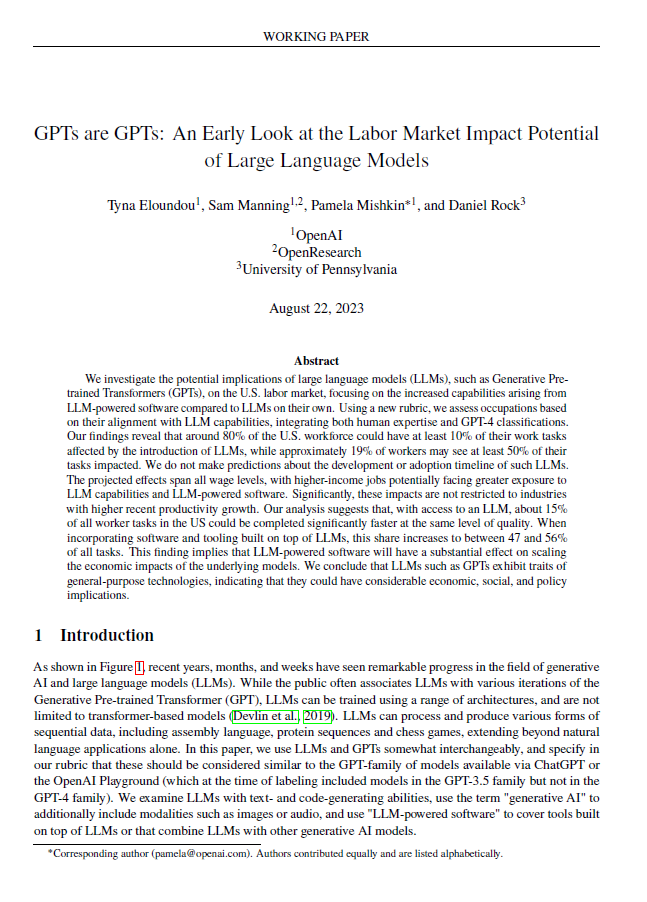 WORKING PAPER
GPTs are GPTs: An Early Look at the Labor Market Impact Potential
of Large Language Models
Tyna Eloundou1, Sam Manning1,2, Pamela Mishkin*1, and Daniel Rock3
1OpenAI
2OpenResearch
3University of Pennsylvania
August 22, 2023
Abstract
We investigate the potential implications of large language models (LLMs), such as Generative Pre-
trained Transformers (GPTs), on the U.S. labor market, focusing on the increased capabilities arising from
LLM-powered software compared to LLMs on their own. Using a new rubric, we assess occupations based
on their alignment with LLM capabilities, integrating both human expertise and GPT-4 classifications.
Our findings reveal that around 80% of the U.S. workforce could have at least 10% of their work tasks
affected by the introduction of LLMs, while approximately 19% of workers may see at least 50% of their
tasks impacted. We do not make predictions about the development or adoption timeline of such LLMs.
The projected effects span all wage levels, with higher-income jobs potentially facing greater exposure to
LLM capabilities and LLM-powered software. Significantly, these impacts are not restricted to industries
with higher recent productivity growth. Our analysis suggests that, with access to an LLM, about 15%
of all worker tasks in the US could be completed significantly faster at the same level of quality. When
incorporating software and tooling built on top of LLMs, this share increases to between 47 and 56%
of all tasks. This finding implies that LLM-powered software will have a substantial effect on scaling
the economic impacts of the underlying models. We conclude that LLMs such as GPTs exhibit traits of
general-purpose technologies, indicating that they could have considerable economic, social, and policy
implications.
1 Introduction
As shown in Figure 1, recent years, months, and weeks have seen remarkable progress in the field of generative
AI and large language models (LLMs). While the public often associates LLMs with various iterations of the
Generative Pre-trained Transformer (GPT), LLMs can be trained using a range of architectures, and are not
limited to transformer-based models (Devlin et al., 2019). LLMs can process and produce various forms of
sequential data, including assembly language, protein sequences and chess games, extending beyond natural
language applications alone. In this paper, we use LLMs and GPTs somewhat interchangeably, and specify in
our rubric that these should be considered similar to the GPT-family of models available via ChatGPT or
the OpenAI Playground (which at the time of labeling included models in the GPT-3.5 family but not in the
GPT-4 family). We examine LLMs with text- and code-generating abilities, use the term "generative AI" to
additionally include modalities such as images or audio, and use "LLM-powered software" to cover tools built
on top of LLMs or that combine LLMs with other generative AI models.
*Corresponding author (pamela@openai.com). Authors contributed equally and are listed alphabetically.